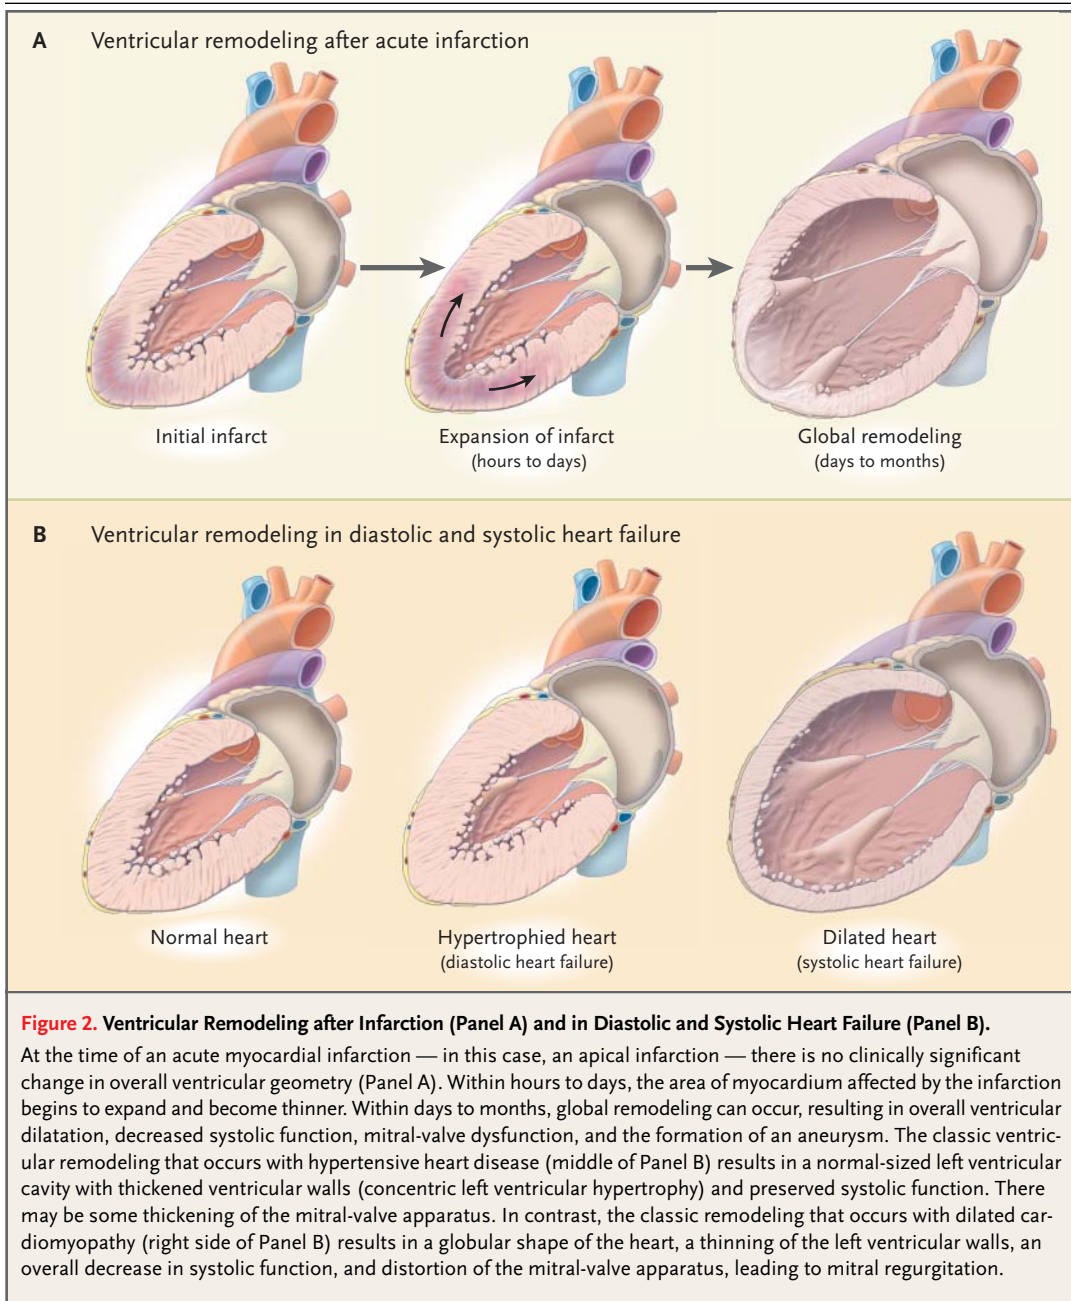 A Ventricular remodeling after acute infarction
Initial infarct
Expansion of infarct
(hours to days)
Global remodeling
(days to months)
B Ventricular remodeling in diastolic and systolic heart failure
Normal heart
Hypertrophied heart
(diastolic heart failure)
Dilated heart
(systolic heart failure)
Figure 2. Ventricular Remodeling after Infarction (Panel A) and in Diastolic and Systolic Heart Failure (Panel B).
At the time of an acute myocardial infarction — in this case, an apical infarction — there is no clinically significant
change in overall ventricular geometry (Panel A). Within hours to days, the area of myocardium affected by the infarction
begins to expand and become thinner. Within days to months, global remodeling can occur, resulting in overall ventricular
dilatation, decreased systolic function, mitral-valve dysfunction, and the formation of an aneurysm. The classic ventric-
ular remodeling that occurs with hypertensive heart disease (middle of Panel B) results in a normal-sized left ventricular
cavity with thickened ventricular walls (concentric left ventricular hypertrophy) and preserved systolic function. There
may be some thickening of the mitral-valve apparatus. In contrast, the classic remodeling that occurs with dilated car-
diomyopathy (right side of Panel B) results in a globular shape of the heart, a thinning of the left ventricular walls, an
overall decrease in systolic function, and distortion of the mitral-valve apparatus, leading to mitral regurgitation.